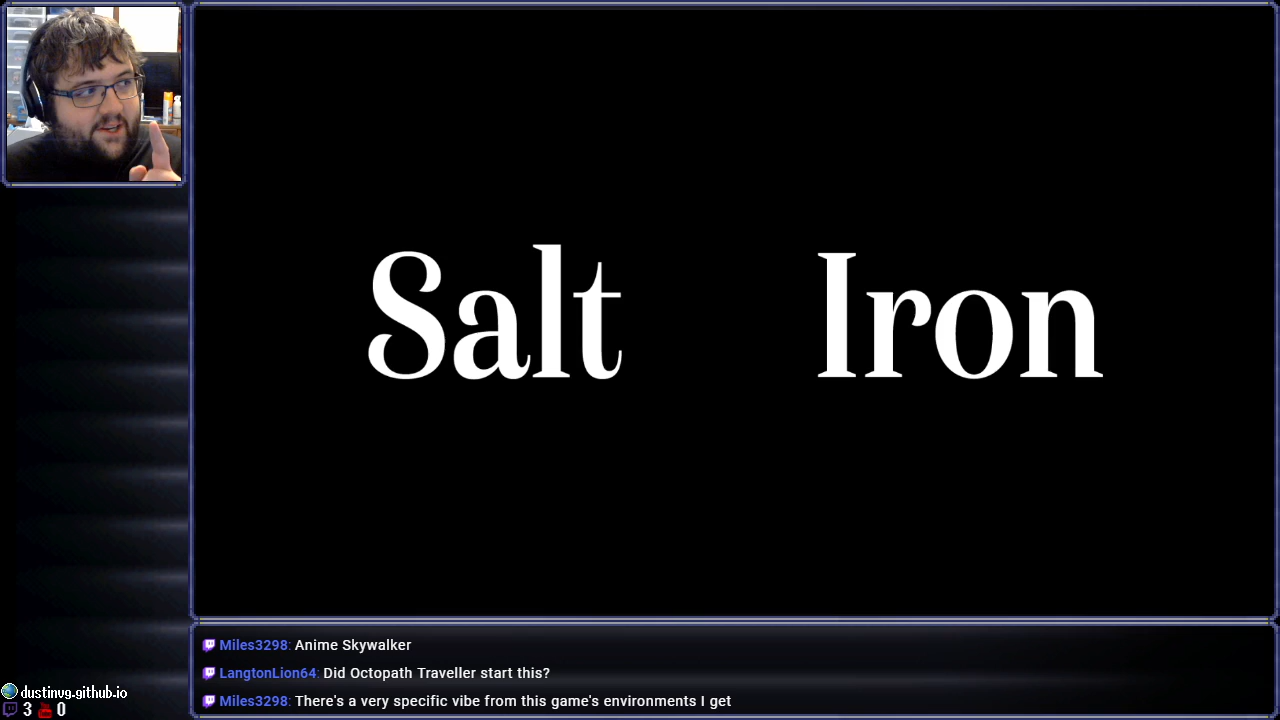 Salt Iron
Miles3298: Anime Skywalker
LangtonLion64: Did Octopath Traveller start this?
Miles3298: There's a very specific vibe from this game's environments I get
dustinvg.github.io
3 0